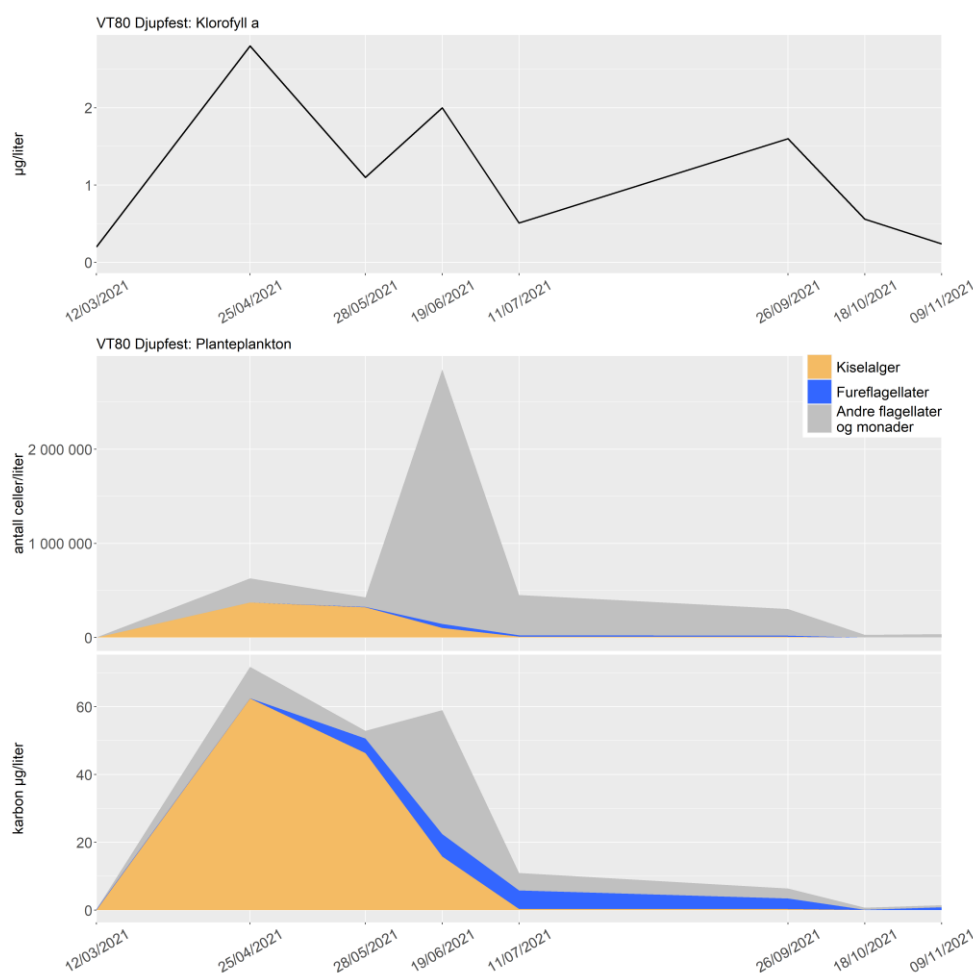 VT80 Djupfest: Klorofyll a
µg/liter
2
1
0
12/03/2021
25/04/2021
28/05/2021
19/06/2021
11/07/2021
26/09/2021
18/10/2021
09/11/2021
VT80 Djupfest: Planteplankton
Kiselalger
Fureflagellater
Andre flagellater
og monader
antall celler/liter
2 000 000
1 000 000
0
karbon µg/liter
60
40
20
0
12/03/2021
25/04/2021
28/05/2021
19/06/2021
11/07/2021
26/09/2021
18/10/2021
09/11/2021